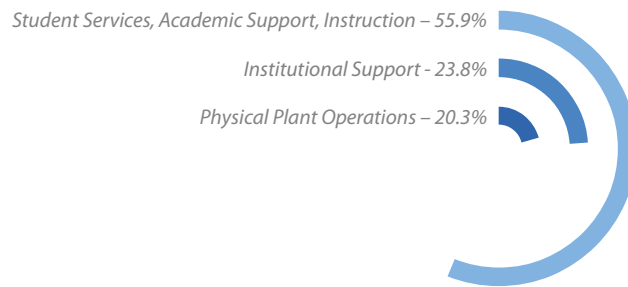 Student Services, Academic Support, Instruction – 55.9%
Institutional Support - 23.8%
Physical Plant Operations – 20.3%